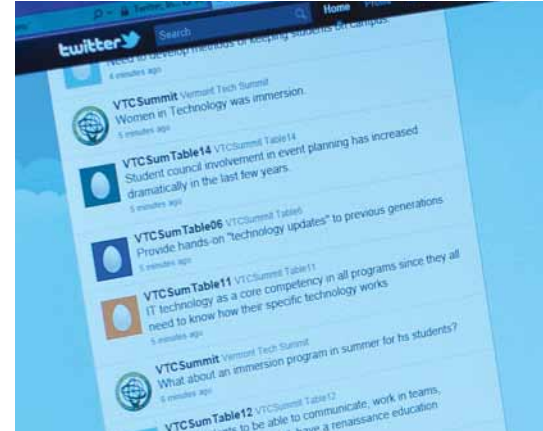 Twitter, In...
twitter
Search
Home
Need to develop methods of keeping students on campus.
4 minutes ago
VTCSummit Vermont Tech Summit
Women in Technology was immersion.
5 minutes ago
VTCSumTable14 VTCSummit Table14
Student council involvement in event planning has increased
dramatically in the last few years.
5 minutes ago
VTCSumTable06 VTCSummit Table6
Provide hands-on "technology updates" to previous generations
5 minutes ago
VTCSumTable11 VTCSummit Table11
IT technology as a core competency in all programs since they all
need to know how their specific technology works
5 minutes ago
VTCSummit Vermont Tech Summit
What about an immersion program in summer for hs students?
6 minutes ago
VTCSumTable12 VTCSummit Table12
to be able to communicate, work in teams,
have a renaissance education